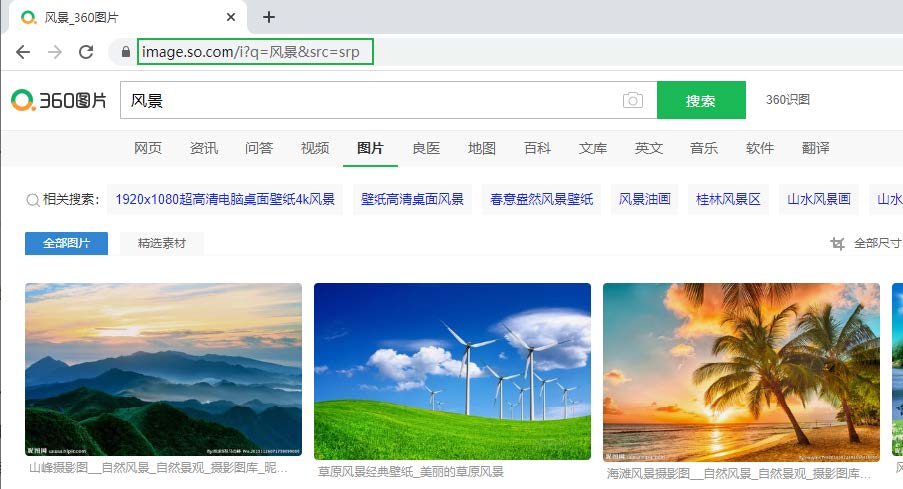 风景_360图片
image.so.com/i?q=风景&src=srp
360图片
风景
搜索
360识图
网页 资讯 问答 视频 图片 良医 地图 百科 文库 英文 音乐 软件 翻译
相关搜索：
1920x1080超高清电脑桌面壁纸4k风景 壁纸高清桌面风景 春意盎然风景壁纸 风景油画 桂林风景区 山水风景画 山水
全部图片 精选素材 全部尺寸
昵图网 www.nipic.com
山峰摄影图__自然风景_自然景观_摄影图库_昵...
草原风景经典壁纸_美丽的草原风景
海滩风景摄影图__自然风景_自然景观_摄影图库...